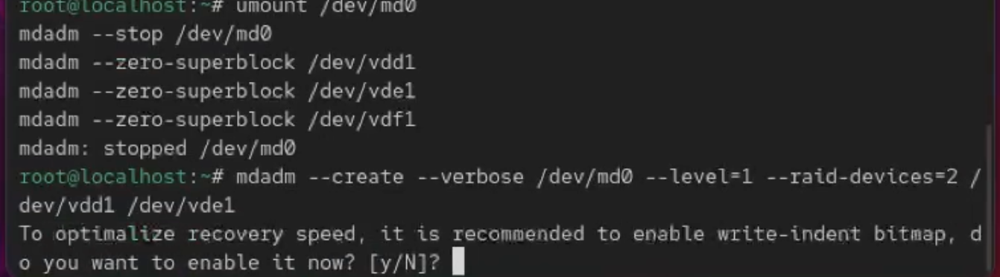 root@localhost:~# umount /dev/md0
mdadm --stop /dev/md0
mdadm --zero-superblock /dev/vdd1
mdadm --zero-superblock /dev/vde1
mdadm --zero-superblock /dev/vdf1
mdadm: stopped /dev/md0
root@localhost:~# mdadm --create --verbose /dev/md0 --level=1 --raid-devices=2 /
dev/vdd1 /dev/vde1
To optimalize recovery speed, it is recommended to enable write-indent bitmap, d
o you want to enable it now? [y/N]?